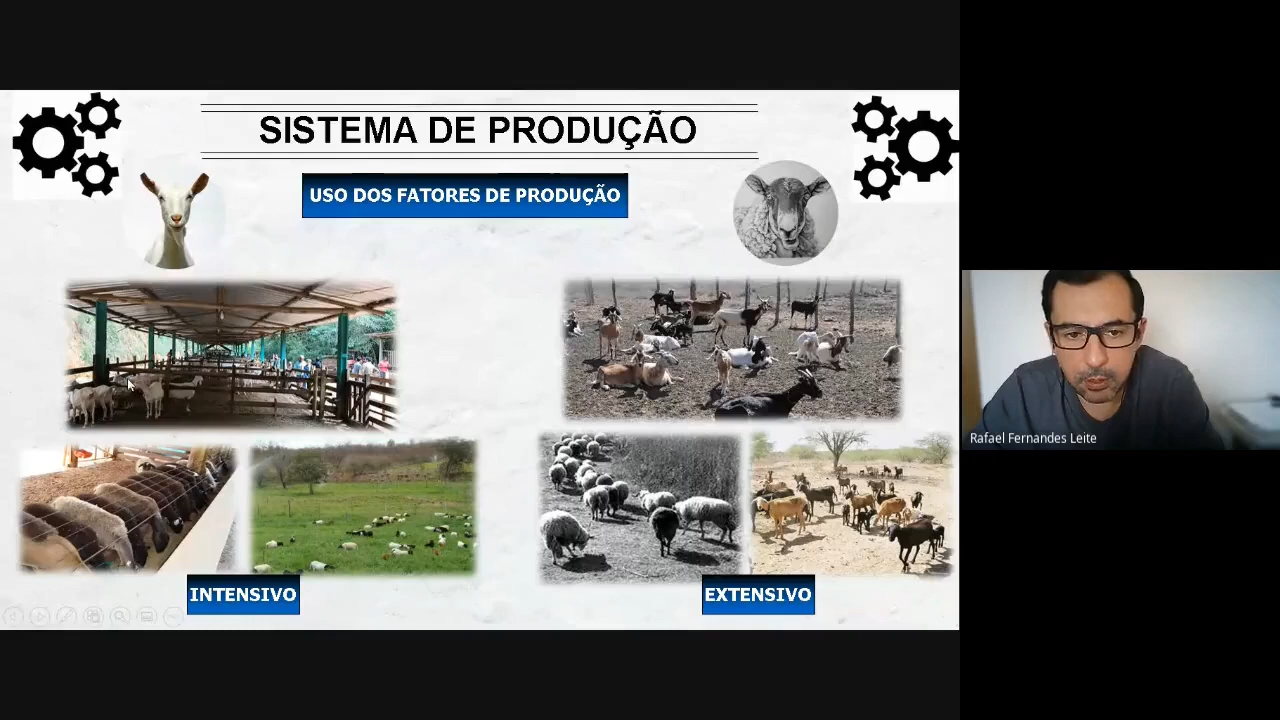 SISTEMA DE PRODUÇÃO
USO DOS FATORES DE PRODUÇÃO
INTENSIVO
EXTENSIVO
Rafael Fernandes Leite